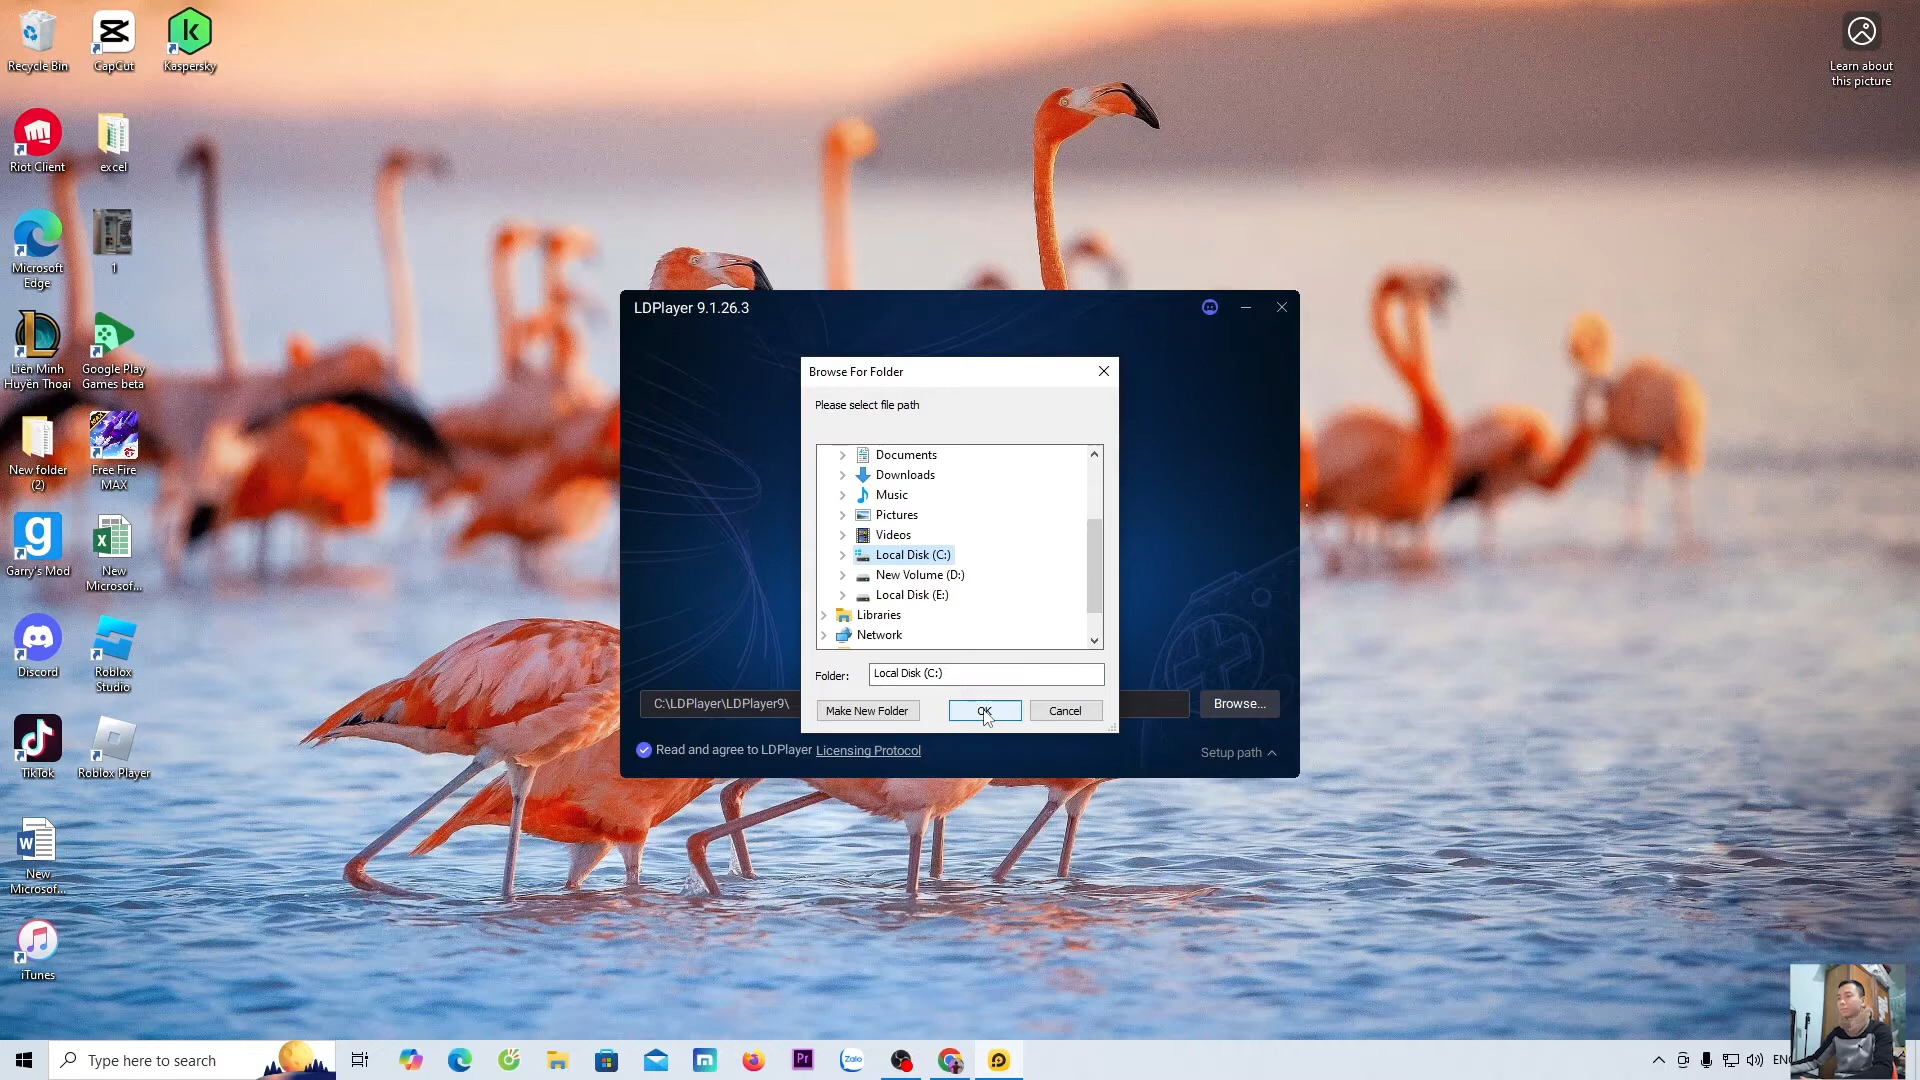 Recycle Bin
CapCut
Kaspersky
Learn about
this picture
Riot Client
excel
Microsoft
Edge
1
Liên Minh
Huyền Thoại
Google Play
Games beta
New folder
(2)
Free Fire
MAX
Garry's Mod
New
Microsof...
Discord
Roblox
Studio
TikTok
Roblox Player
New
Microsof...
iTunes
LDPlayer 9.1.26.3
Browse For Folder
Please select file path
Documents
Downloads
Music
Pictures
Videos
Local Disk (C:)
New Volume (D:)
Local Disk (E:)
Libraries
Network
Folder:
Local Disk (C:)
Make New Folder
OK
Cancel
C:\LDPlayer\LDPlayer9\
Browse...
Read and agree to LDPlayer Licensing Protocol
Setup path
Type here to search
Pr
Zalo